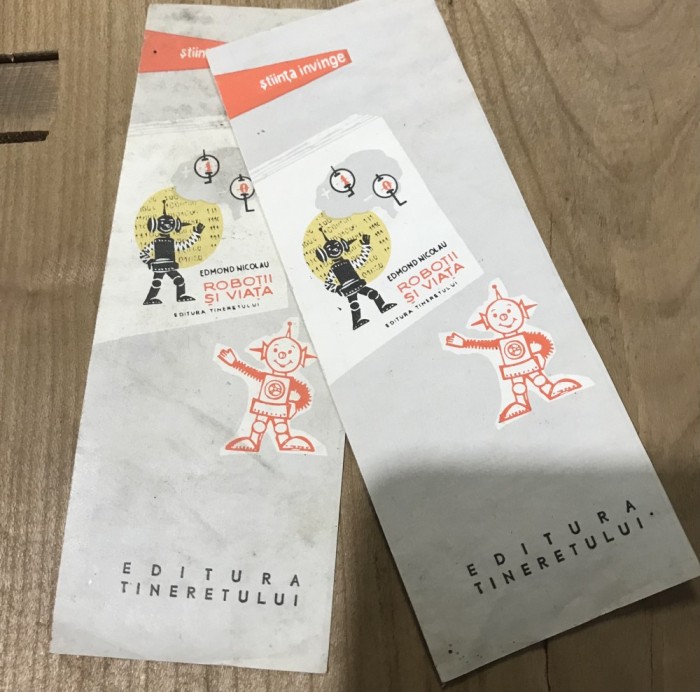 știin
EDMOND NICOLAU
ROBOȚII
ȘI VIAȚA
EDITURA TINERETULUI
EDITURA
TINERETULUI
știința învinge
EDMOND NICOLAU
ROBOȚII
ȘI VIAȚA
EDITURA TINERETULUI
EDITURA
TINERETULUI.